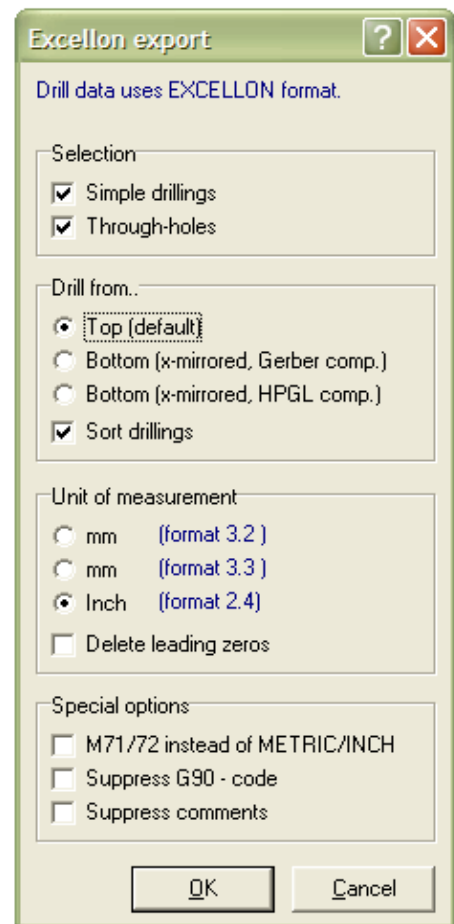 Excellon export
Drill data uses EXCELLON format.
Selection
Simple drillings
Through-holes
Drill from..
Top (default)
Bottom (x-mirrored, Gerber comp.)
Bottom (x-mirrored, HPGL comp.)
Sort drillings
Unit of measurement
mm (format 3.2 )
mm (format 3.3 )
Inch (format 2.4)
Delete leading zeros
Special options
M71/72 instead of METRIC/INCH
Suppress G90 - code
Suppress comments
OK Cancel